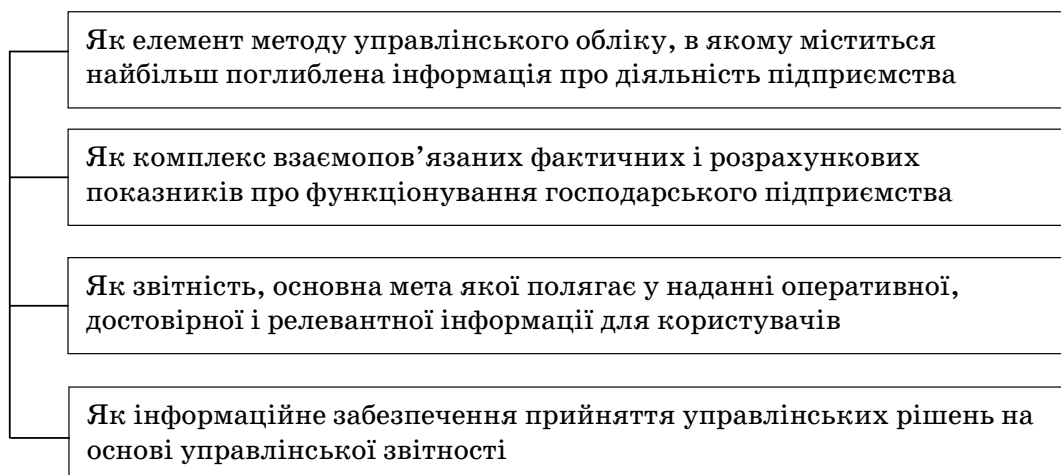 Як елемент методу управлінського обліку, в якому міститься
найбільш поглиблена інформація про діяльність підприємства
Як комплекс взаємопов’язаних фактичних і розрахункових
показників про функціонування господарського підприємства
Як звітність, основна мета якої полягає у наданні оперативної,
достовірної і релевантної інформації для користувачів
Як інформаційне забезпечення прийняття управлінських рішень на
основі управлінської звітності